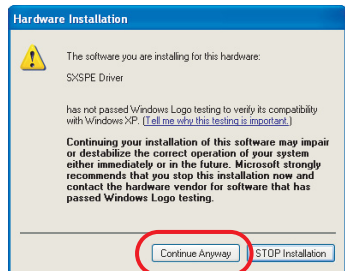 Hardware Installation
The software you are installing for this hardware:
SXSPE Driver
has not passed Windows Logo testing to verify its compatibility
with Windows XP. (Tell me why this testing is important.)
Continuing your installation of this software may impair
or destabilize the correct operation of your system
either immediately or in the future. Microsoft strongly
recommends that you stop this installation now and
contact the hardware vendor for software that has
passed Windows Logo testing.
Continue Anyway STOP Installation